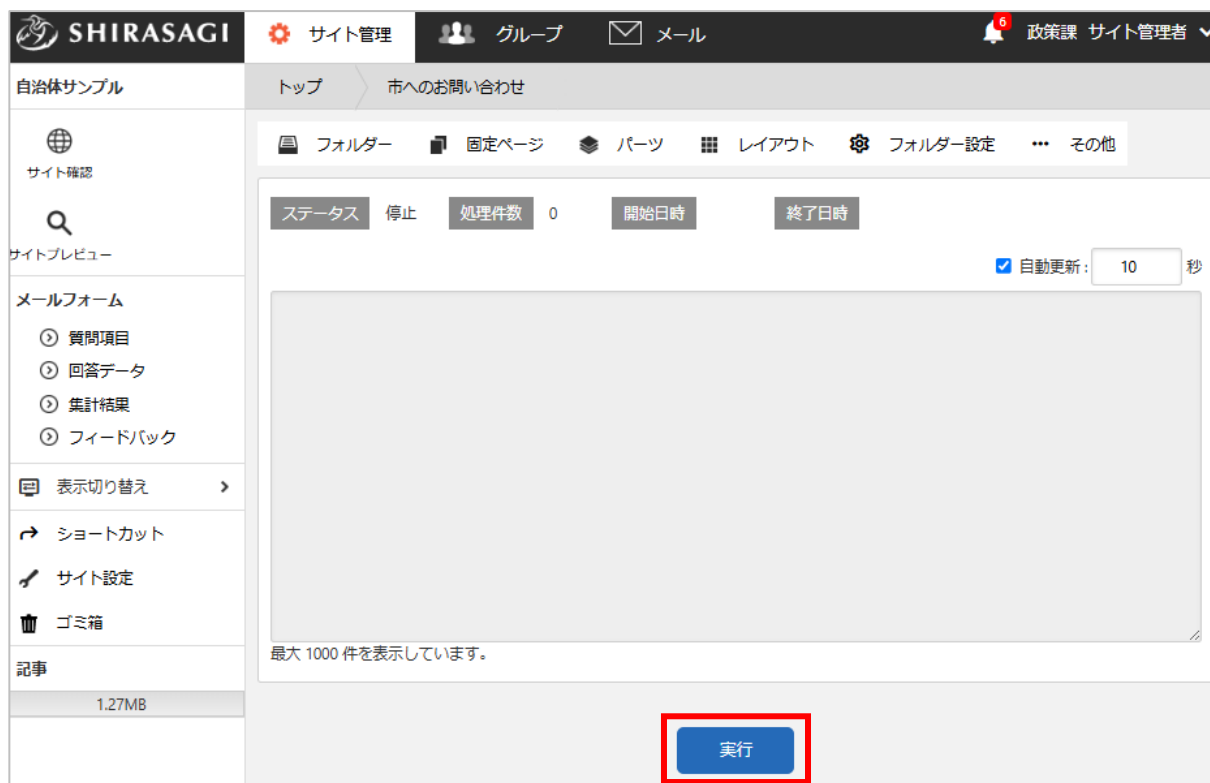 SHIRASAGI サイト管理 グループ メール 6 政策課 サイト管理者
自治体サンプル
トップ 市へのお問い合わせ
フォルダー 固定ページ パーツ レイアウト フォルダー設定 ••• その他
サイト確認
サイトプレビュー
メールフォーム
質問項目
回答データ
集計結果
フィードバック
表示切り替え
ショートカット
サイト設定
ゴミ箱
記事
1.27MB
ステータス 停止 処理件数 0 開始日時 終了日時
自動更新 : 10 秒
最大 1000 件を表示しています。
実行